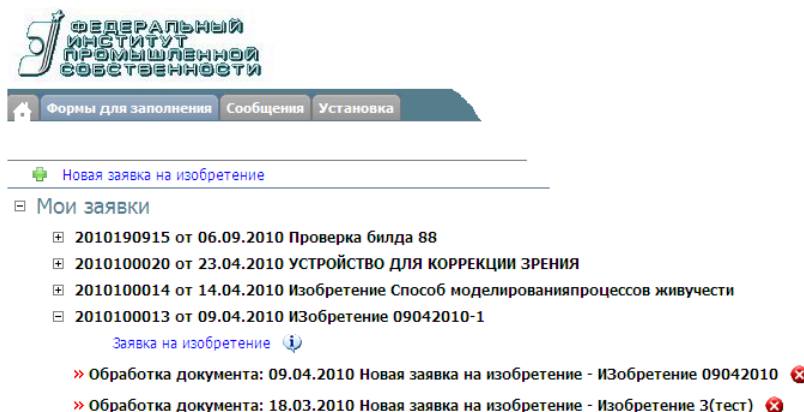 ФЕДЕРАЛЬНЫЙ
ИНСТИТУТ
ПРОМЫШЛЕННОЙ
СОБСТВЕННОСТИ
Формы для заполнения Сообщения Установка
Новая заявка на изобретение
Мои заявки
2010190915 от 06.09.2010 Проверка билда 88
2010100020 от 23.04.2010 УСТРОЙСТВО ДЛЯ КОРРЕКЦИИ ЗРЕНИЯ
2010100014 от 14.04.2010 Изобретение Способ моделированияпроцессов живучести
2010100013 от 09.04.2010 ИЗобретение 09042010-1
Заявка на изобретение
» Обработка документа: 09.04.2010 Новая заявка на изобретение - ИЗобретение 09042010
» Обработка документа: 18.03.2010 Новая заявка на изобретение - Изобретение 3(тест)